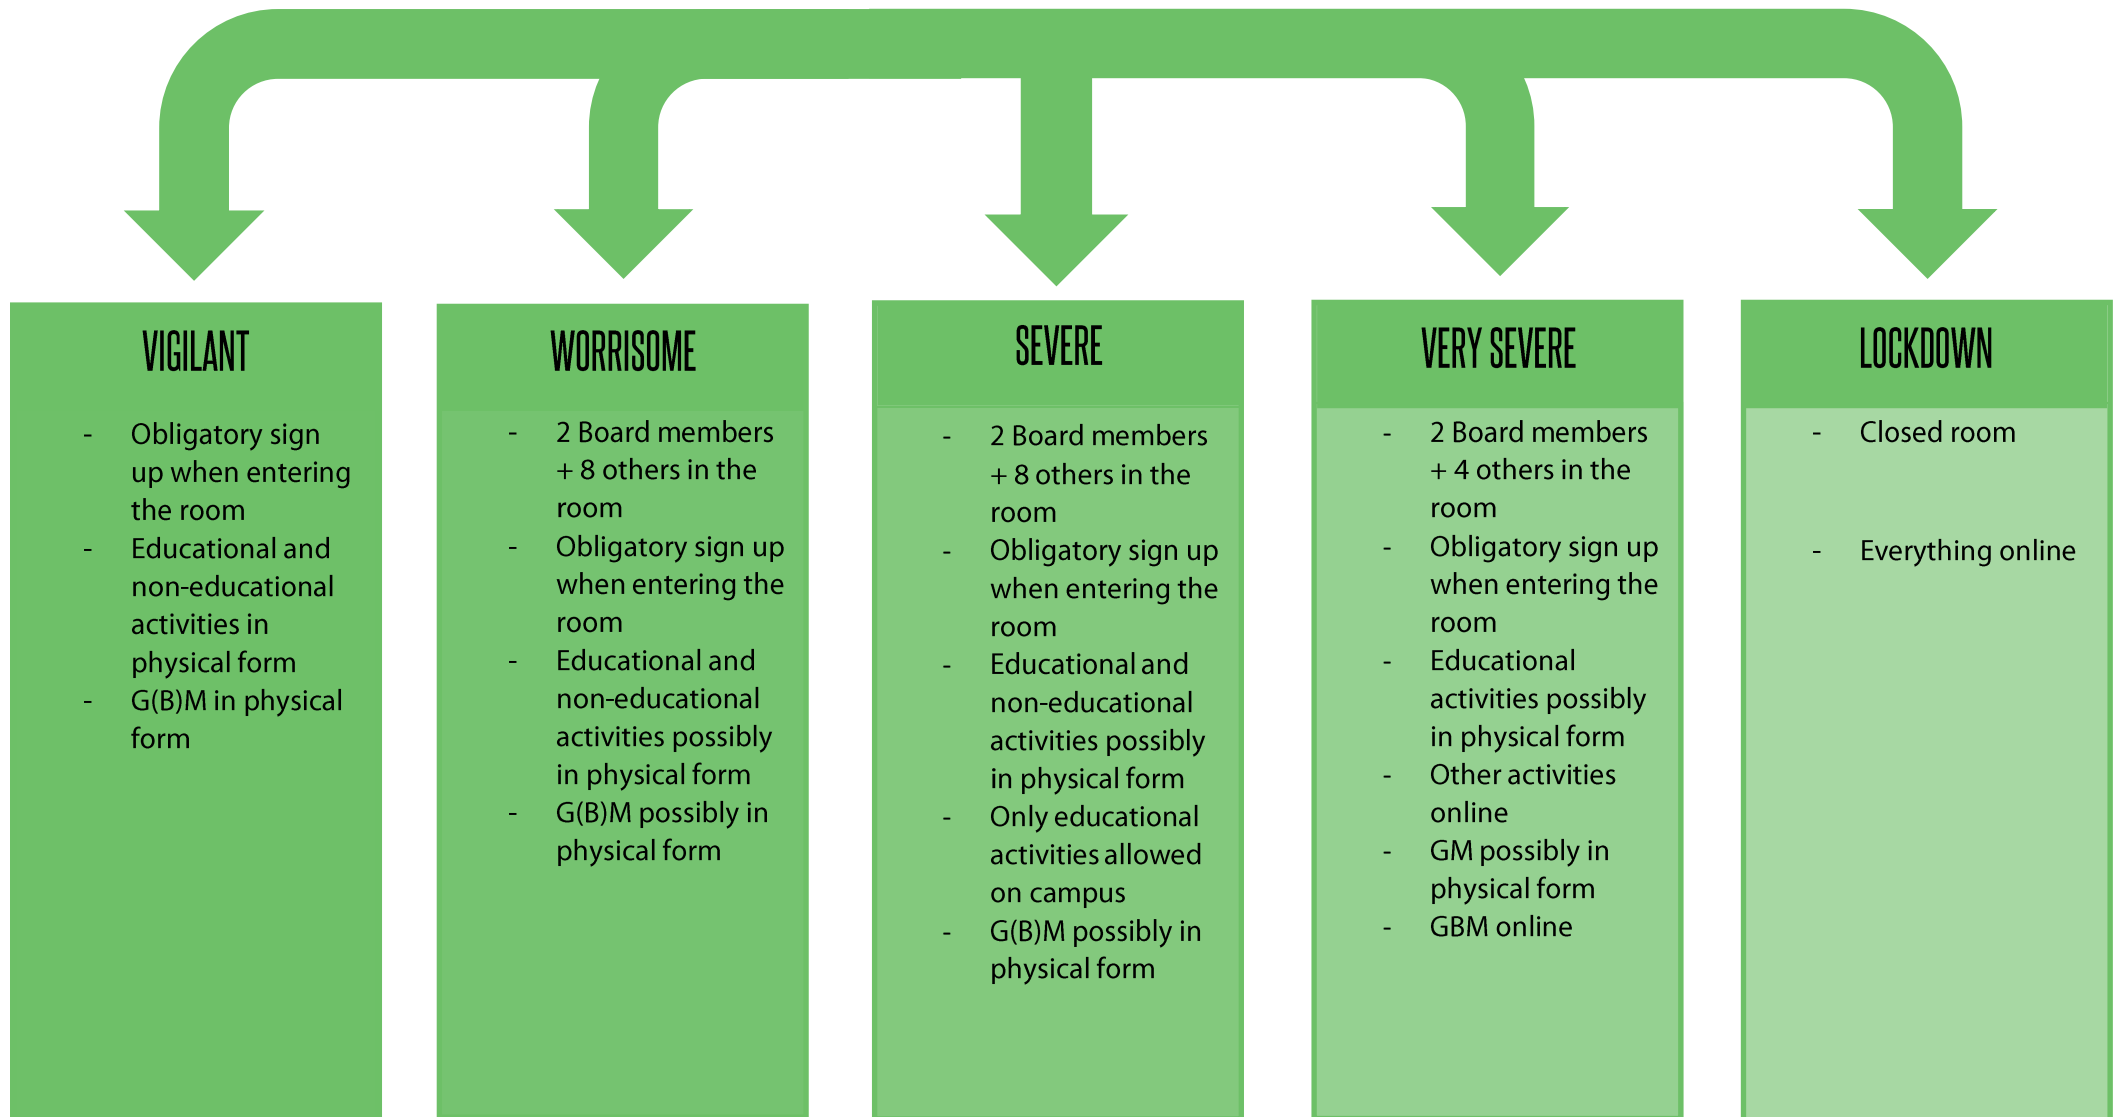 VIGILANT
- Obligatory sign
up when entering
the room
- Educational and
non-educational
activities in
physical form
- G(B)M in physical
form
WORRISOME
- 2 Board members
+ 8 others in the
room
- Obligatory sign up
when entering the
room
- Educational and
non-educational
activities possibly
in physical form
- G(B)M possibly in
physical form
SEVERE
- 2 Board members
+ 8 others in the
room
- Obligatory sign up
when entering the
room
- Educational and
non-educational
activities possibly
in physical form
- Only educational
activities allowed
on campus
- G(B)M possibly in
physical form
VERY SEVERE
- 2 Board members
+ 4 others in the
room
- Obligatory sign up
when entering the
room
- Educational
activities possibly
in physical form
- Other activities
online
- GM possibly in
physical form
- GBM online
LOCKDOWN
- Closed room
- Everything online